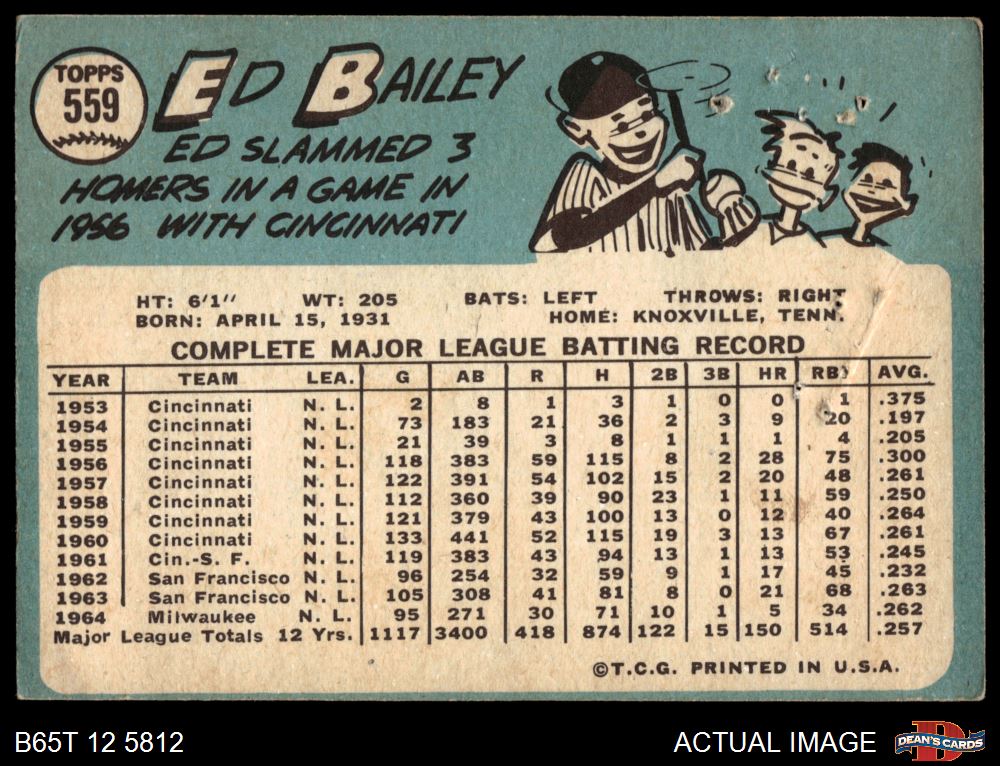 TOPPS
559
ED BAILEY
ED SLAMMED 3
HOMERS IN A GAME IN
1956 WITH CINCINNATI
HT: 6'1" WT: 205 BATS: LEFT THROWS: RIGHT
BORN: APRIL 15, 1931 HOME: KNOXVILLE, TENN.
COMPLETE MAJOR LEAGUE BATTING RECORD
YEAR TEAM LEA. G AB R H 2B 3B HR RBI AVG.
1953 Cincinnati N. L. 2 8 1 3 1 0 0 1 .375
1954 Cincinnati N. L. 73 183 21 36 2 3 9 20 .197
1955 Cincinnati N. L. 21 39 3 8 1 1 1 4 .205
1956 Cincinnati N. L. 118 383 59 115 8 2 28 75 .300
1957 Cincinnati N. L. 122 391 54 102 15 2 20 48 .261
1958 Cincinnati N. L. 112 360 39 90 23 1 11 59 .250
1959 Cincinnati N. L. 121 379 43 100 13 0 12 40 .264
1960 Cincinnati N. L. 133 441 52 115 19 3 13 67 .261
1961 Cin.-S. F. N. L. 119 383 43 94 13 1 13 53 .245
1962 San Francisco N. L. 96 254 32 59 9 1 17 45 .232
1963 San Francisco N. L. 105 308 41 81 8 0 21 68 .263
1964 Milwaukee N. L. 95 271 30 71 10 1 5 34 .262
Major League Totals 12 Yrs. 1117 3400 418 874 122 15 150 514 .257
©T.C.G. PRINTED IN U.S.A.
B65T 12 5812 ACTUAL IMAGE DEAN'S CARDS